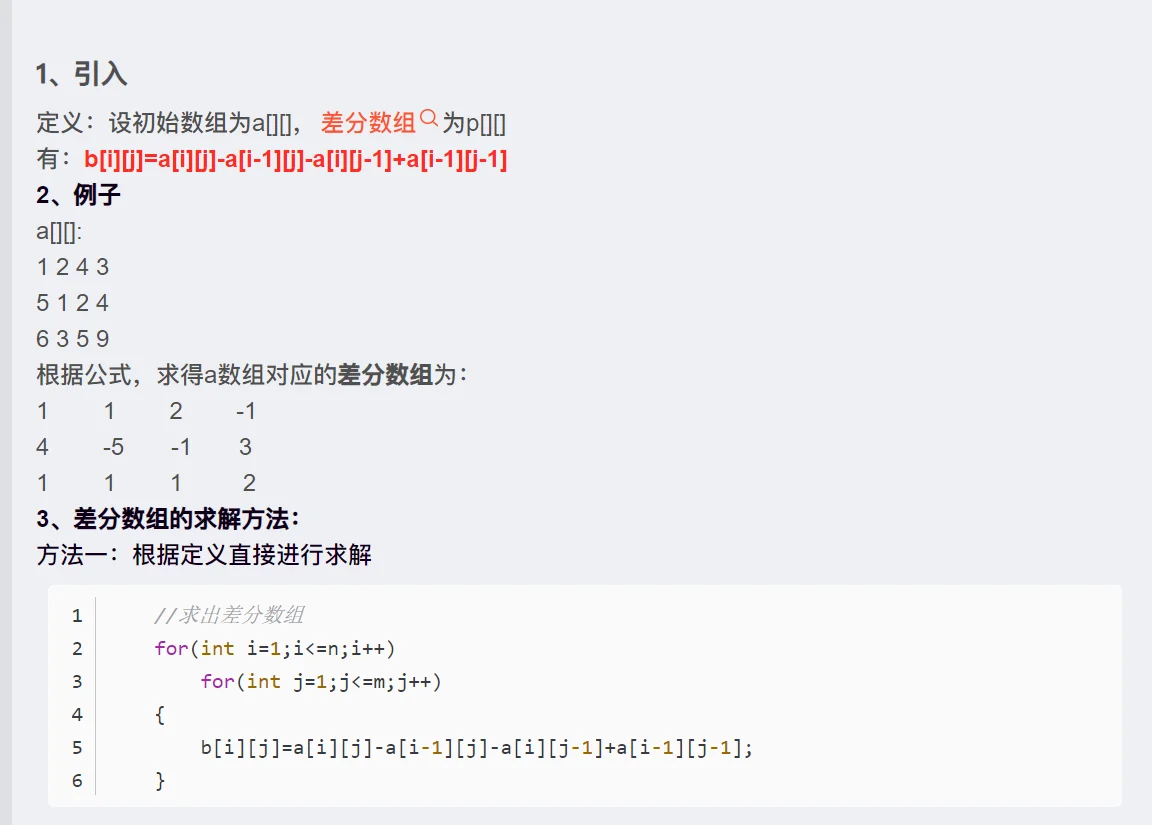 1、引入
定义：设初始数组为a[][]， 差分数组为p[][]
有：b[i][j]=a[i][j]-a[i-1][j]-a[i][j-1]+a[i-1][j-1]
2、例子
a[][]:
1 2 4 3
5 1 2 4
6 3 5 9
根据公式，求得a数组对应的差分数组为：
1 1 2 -1
4 -5 -1 3
1 1 1 2
3、差分数组的求解方法：
方法一：根据定义直接进行求解
1 //求出差分数组
2 for(int i=1;i<=n;i++)
3 for(int j=1;j<=m;j++)
4 {
5 b[i][j]=a[i][j]-a[i-1][j]-a[i][j-1]+a[i-1][j-1];
6 }